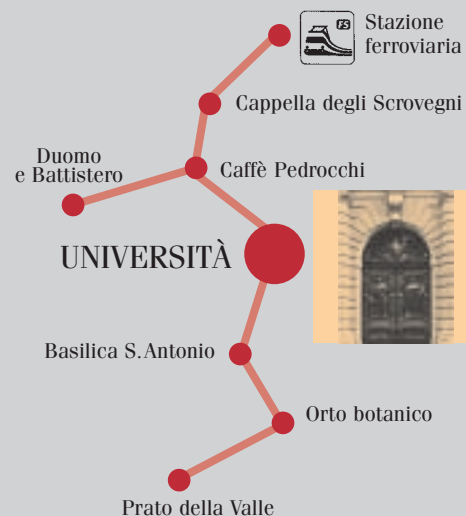 FS
Stazione
ferroviaria
Cappella degli Scrovegni
Duomo
e Battistero
Caffè Pedrocchi
UNIVERSITÀ
Basilica S. Antonio
Orto botanico
Prato della Valle